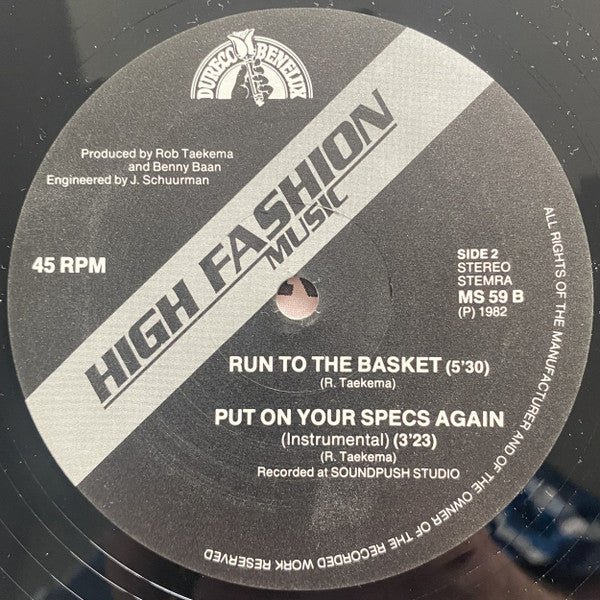 DURECO BENELUX
Produced by Rob Taekema
and Benny Baan
Engineered by J. Schuurman
HIGH FASHION
MUSIC
45 RPM
SIDE 2
STEREO
STEMRA
MS 59 B
(P) 1982
RUN TO THE BASKET (5'30)
(R. Taekema)
PUT ON YOUR SPECS AGAIN
(Instrumental) (3'23)
(R. Taekema)
Recorded at SOUNDPUSH STUDIO
ALL RIGHTS OF THE MANUFACTURER AND OF THE OWNER OF THE RECORDED WORK RESERVED